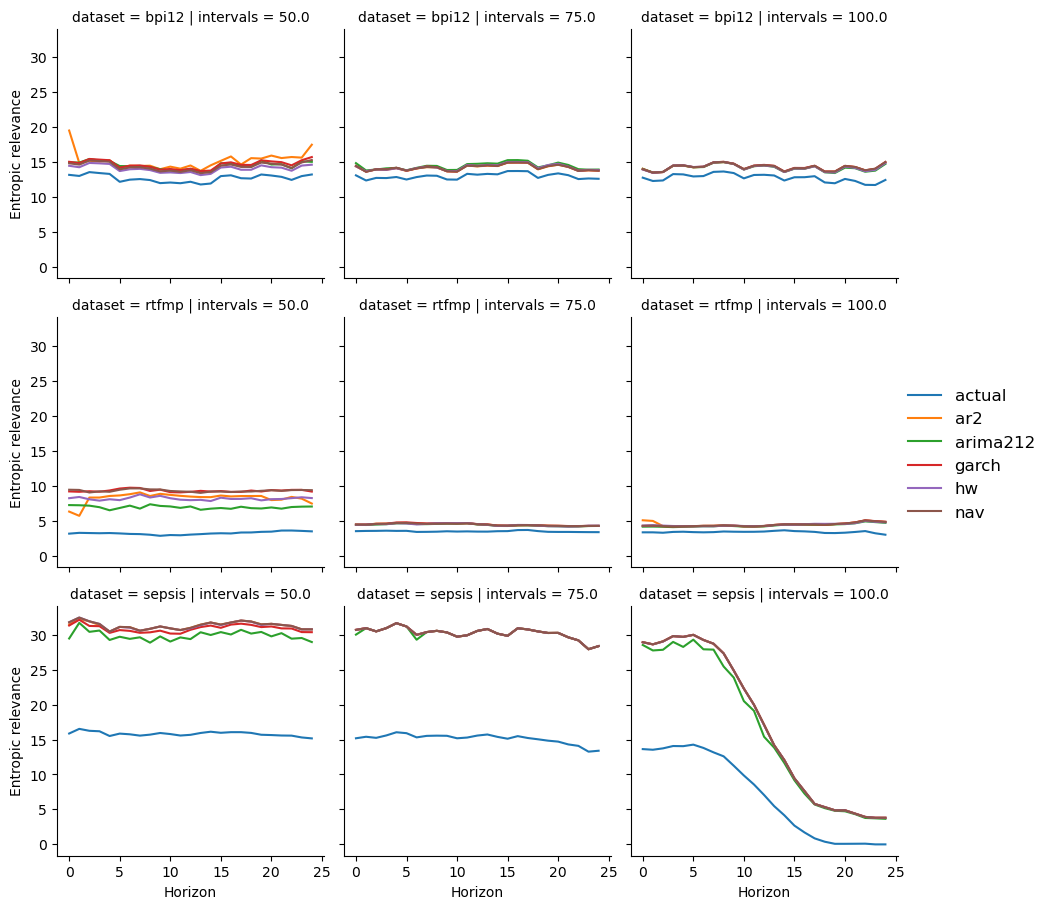 dataset = bpi12 | intervals = 50.0
dataset = bpi12 | intervals = 75.0
dataset = bpi12 | intervals = 100.0
30
25
20
15
10
5
0
Entropic relevance
dataset = rtfmp | intervals = 50.0
dataset = rtfmp | intervals = 75.0
dataset = rtfmp | intervals = 100.0
30
25
20
15
10
5
0
Entropic relevance
actual
ar2
arima212
garch
hw
nav
dataset = sepsis | intervals = 50.0
dataset = sepsis | intervals = 75.0
dataset = sepsis | intervals = 100.0
30
25
20
15
10
5
0
Entropic relevance
0 5 10 15 20 25
0 5 10 15 20 25
0 5 10 15 20 25
Horizon
Horizon
Horizon